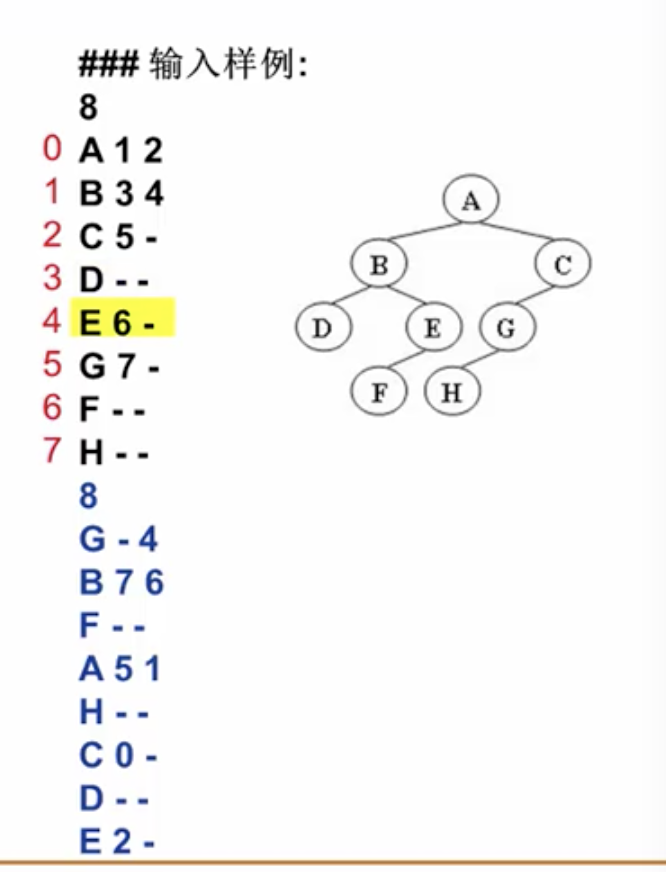 ### 输入样例:
8
0 A 1 2
1 B 3 4
2 C 5 -
3 D - -
4 E 6 -
5 G 7 -
6 F - -
7 H - -
8
G - 4
B 7 6
F - -
A 5 1
H - -
C 0 -
D - -
E 2 -
A
B C
D E G
F H